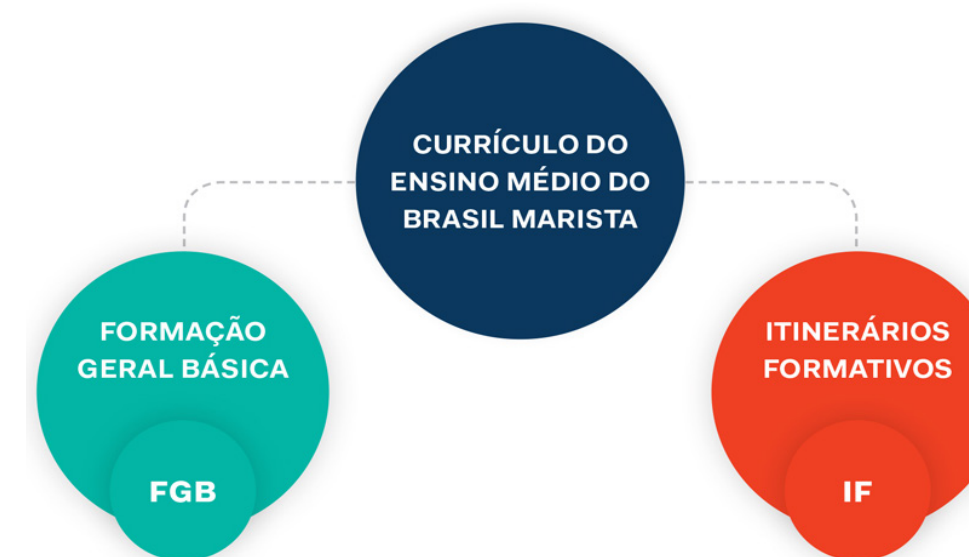 CURRÍCULO DO
ENSINO MÉDIO DO
BRASIL MARISTA
FORMAÇÃO
GERAL BÁSICA
FGB
ITINERÁRIOS
FORMATIVOS
IF